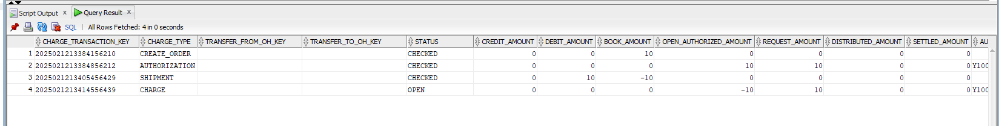 Script Output x Query Result x
SQL All Rows Fetched: 4 in 0 seconds
CHARGE_TRANSACTION_KEY CHARGE_TYPE TRANSFER_FROM_OH_KEY TRANSFER_TO_OH_KEY STATUS CREDIT_AMOUNT DEBIT_AMOUNT BOOK_AMOUNT OPEN_AUTHORIZED_AMOUNT REQUEST_AMOUNT DISTRIBUTED_AMOUNT SETTLED_AMOUNT AU
1 2025021213384156210 CREATE_ORDER CHECKED 0 0 10 0 0 0 0
2 2025021213384856212 AUTHORIZATION CHECKED 0 0 0 10 10 0 0 Y100
3 2025021213405456429 SHIPMENT CHECKED 0 10 -10 0 0 0 0
4 2025021213414556439 CHARGE OPEN 0 0 0 -10 10 0 0 Y100